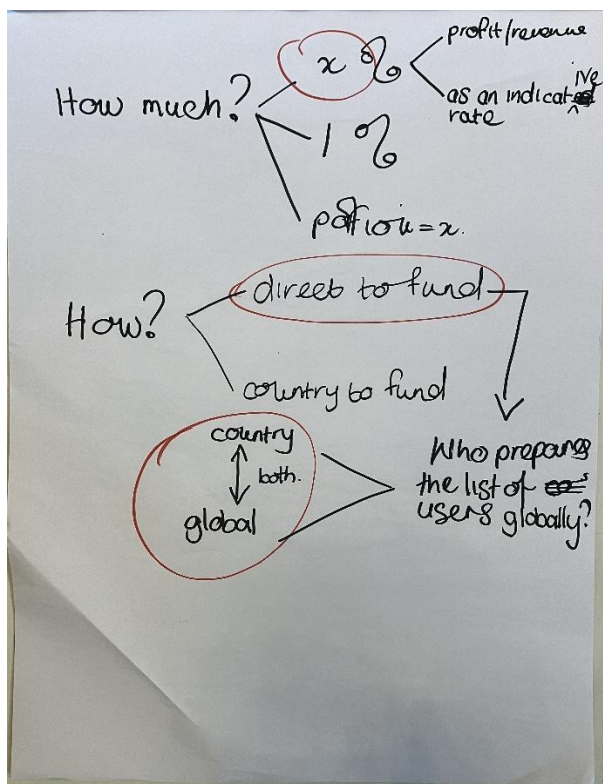 profit/revenue
x %
as an indicative
rate
How much?
1 %
portion = x.
direct to fund
How?
country to fund
country
both.
global
Who prepares
the list of
users globally?